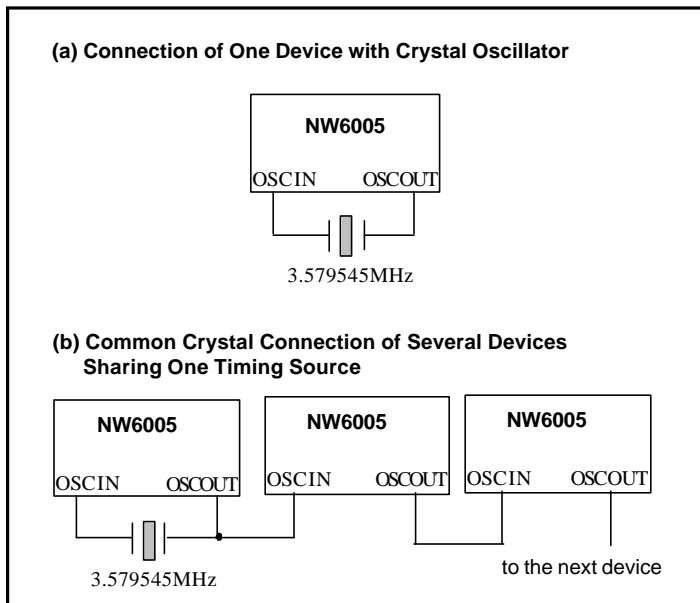 (a) Connection of One Device with Crystal Oscillator
NW6005
OSCIN OSCOUT
3.579545MHz
(b) Common Crystal Connection of Several Devices
Sharing One Timing Source
NW6005 NW6005 NW6005
OSCIN OSCOUT OSCIN OSCOUT OSCIN OSCOUT
3.579545MHz
to the next device